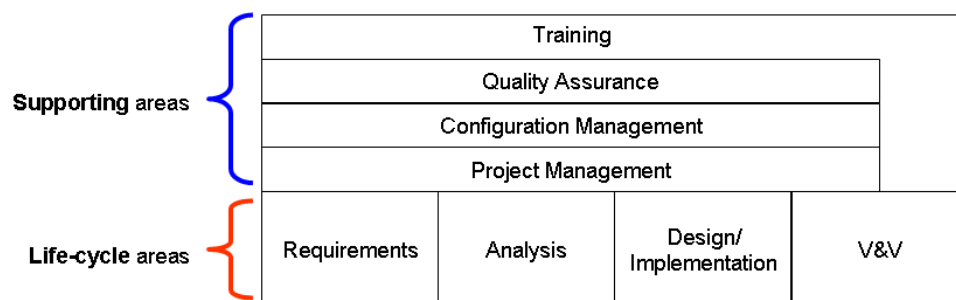 Training
Quality Assurance
Supporting areas
Configuration Management
Project Management
Life-cycle areas
Requirements
Analysis
Design/
Implementation
V&V